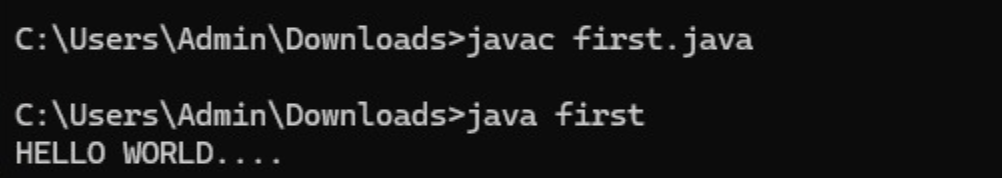 C:\Users\Admin\Downloads>javac first.java
C:\Users\Admin\Downloads>java first
HELLO WORLD....